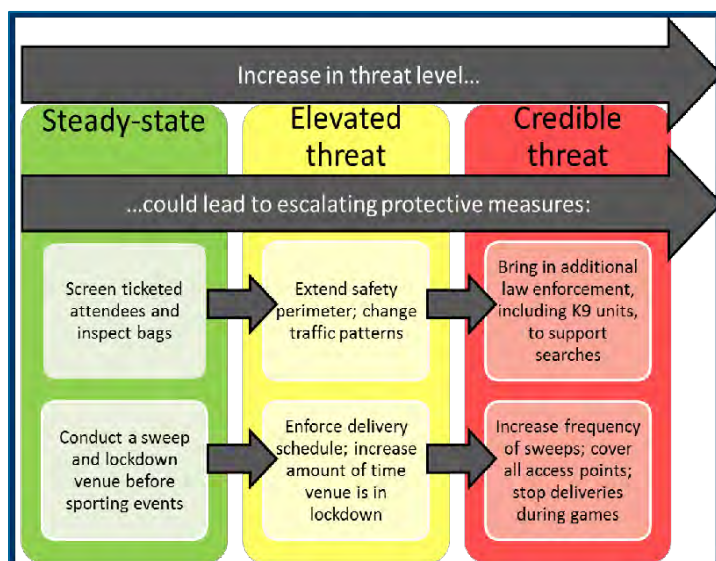 Increase in threat level...
Steady-state
Elevated
threat
Credible
threat
...could lead to escalating protective measures:
Screen ticketed
attendees and
inspect bags
Extend safety
perimeter; change
traffic patterns
Bring in additional
law enforcement,
including K9 units,
to support
searches
Conduct a sweep
and lockdown
venue before
sporting events
Enforce delivery
schedule; increase
amount of time
venue is in
lockdown
Increase frequency
of sweeps; cover
all access points;
stop deliveries
during games